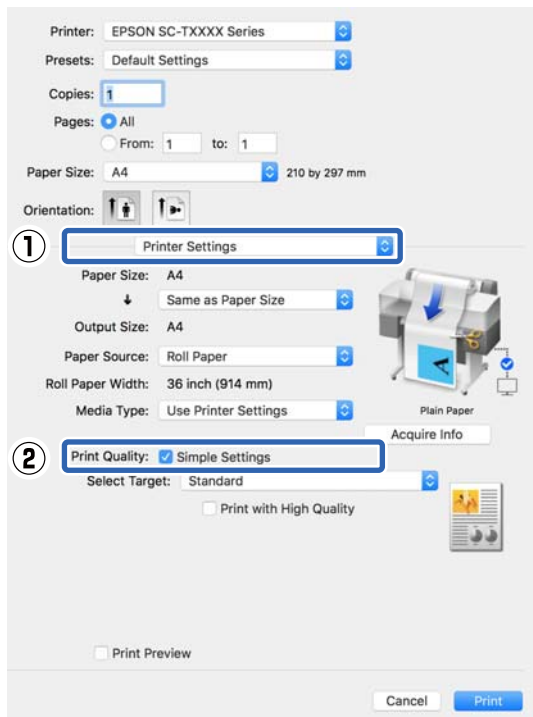 Printer: EPSON SC-TXXXX Series
Presets: Default Settings
Copies: 1
Pages: All
From: 1 to: 1
Paper Size: A4 210 by 297 mm
Orientation:
1 Printer Settings
Paper Size: A4
Same as Paper Size
Output Size: A4
Paper Source: Roll Paper
Roll Paper Width: 36 inch (914 mm)
Media Type: Use Printer Settings
Plain Paper
Acquire Info
2 Print Quality: Simple Settings
Select Target: Standard
Print with High Quality
Print Preview
Cancel Print